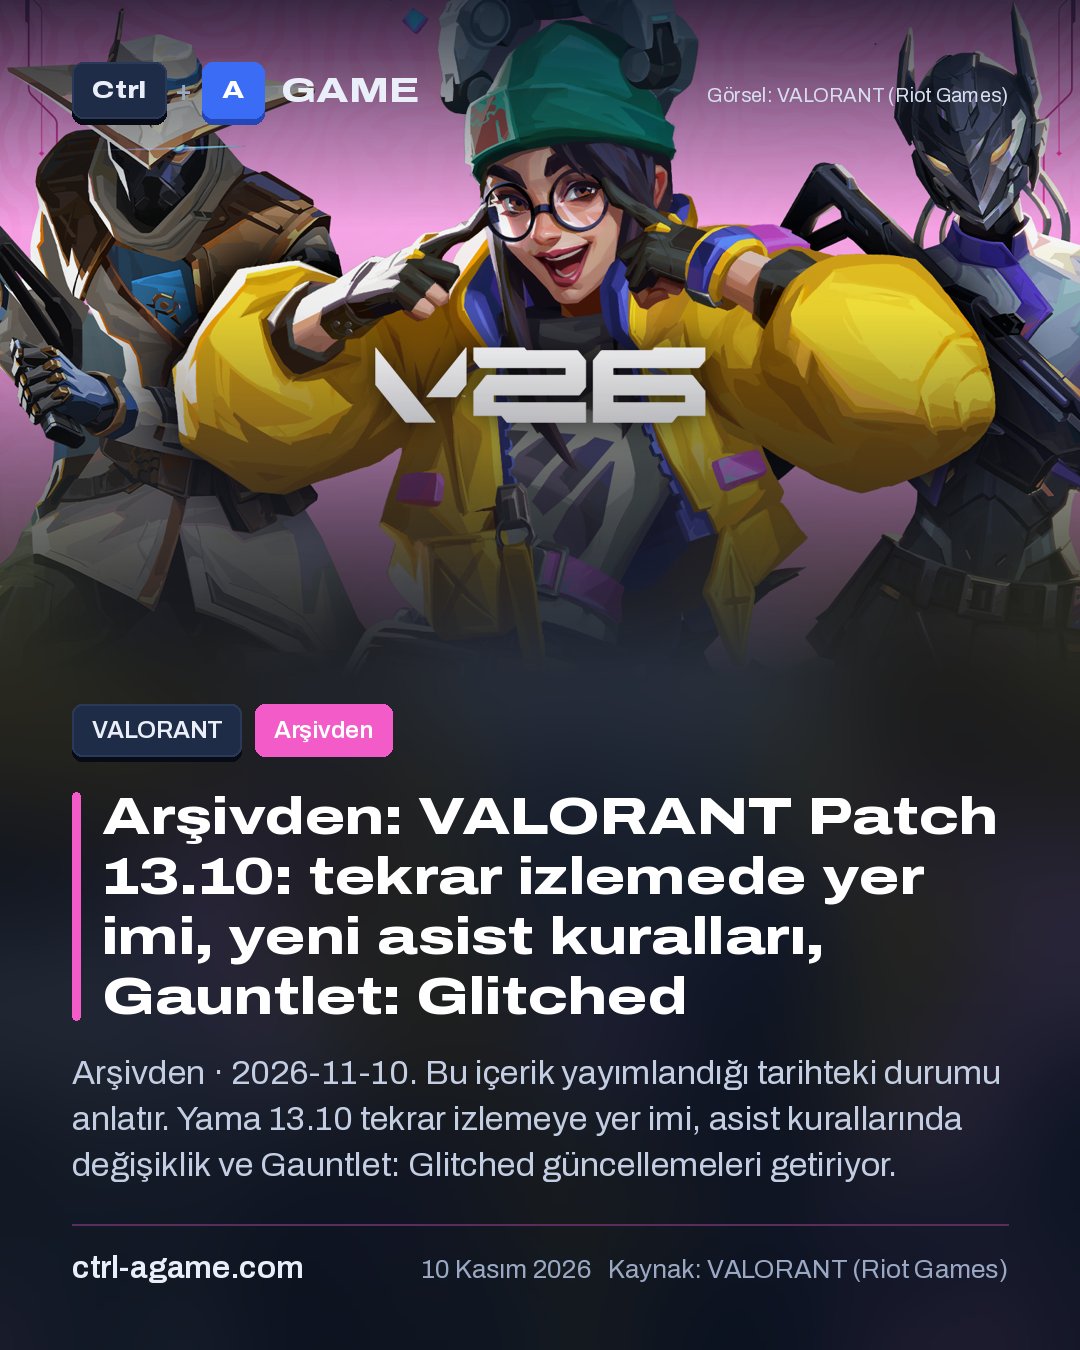 Ctrl + A GAME
Görsel: VALORANT (Riot Games)
V26
VALORANT
Arşivden
Arşivden: VALORANT Patch
13.10: tekrar izlemede yer
imi, yeni asist kuralları,
Gauntlet: Glitched
Arşivden · 2026-11-10. Bu içerik yayımlandığı tarihteki durumu
anlatır. Yama 13.10 tekrar izlemeye yer imi, asist kurallarında
değişiklik ve Gauntlet: Glitched güncellemeleri getiriyor.
ctrl-agame.com
10 Kasım 2026 Kaynak: VALORANT (Riot Games)